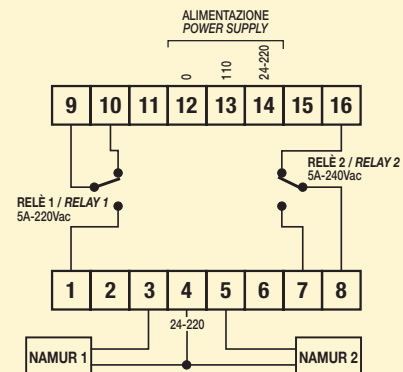 ALIMENTAZIONE
POWER SUPPLY
0
110
24-220
9 10 11 12 13 14 15 16
RELÈ 1 / RELAY 1
5A-220Vac
RELÈ 2 / RELAY 2
5A-240Vac
1 2 3 4 5 6 7 8
24-220
NAMUR 1
NAMUR 2